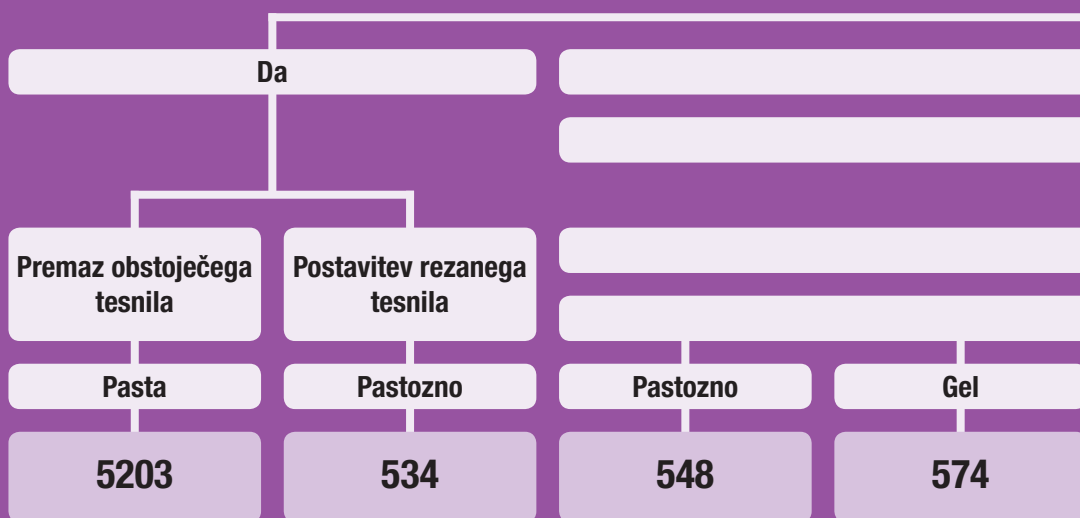 Da
Premaz obstoječega
tesnila
Postavitev rezanega
tesnila
Pasta
Pastozno
Pastozno
Gel
5203
534
548
574